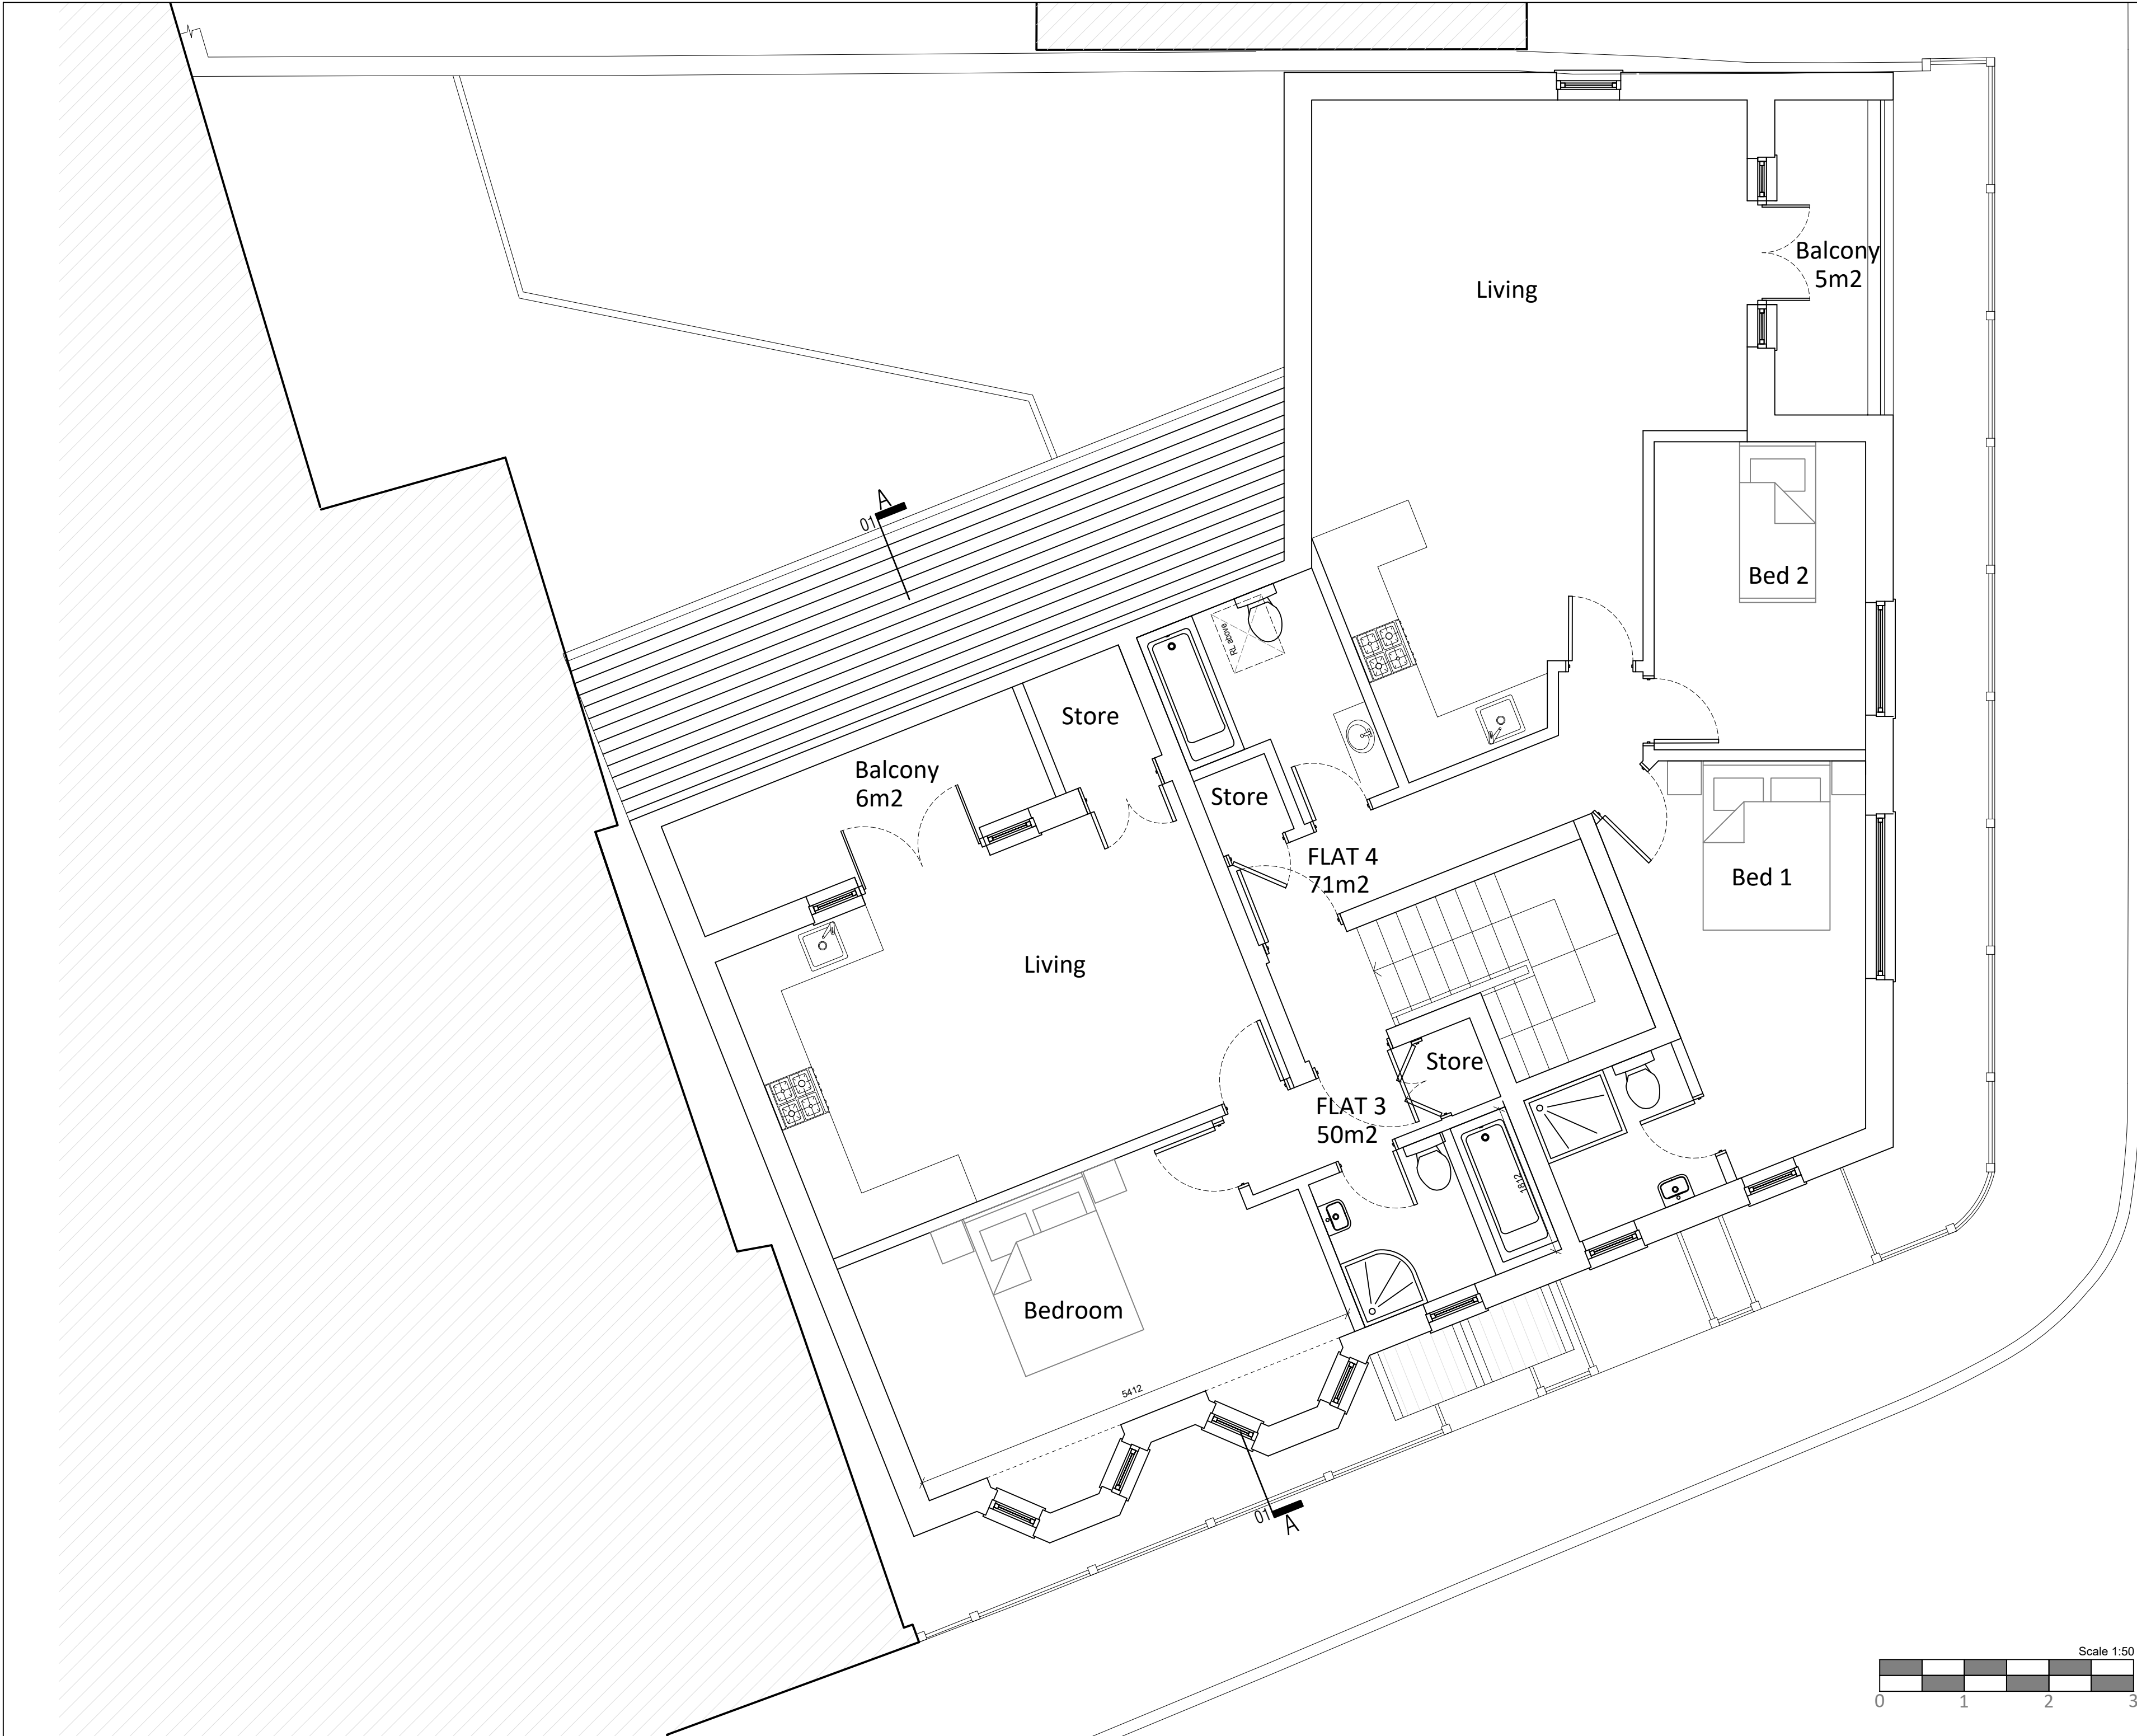 Living
Balcony
5m2
A
01
Bed 2
RL above
Store
Balcony
6m2
Store
FLAT 4
71m2
Bed 1
Living
Store
FLAT 3
50m2
1812
Bedroom
5412
01
A
Scale 1:50
0 1 2 3